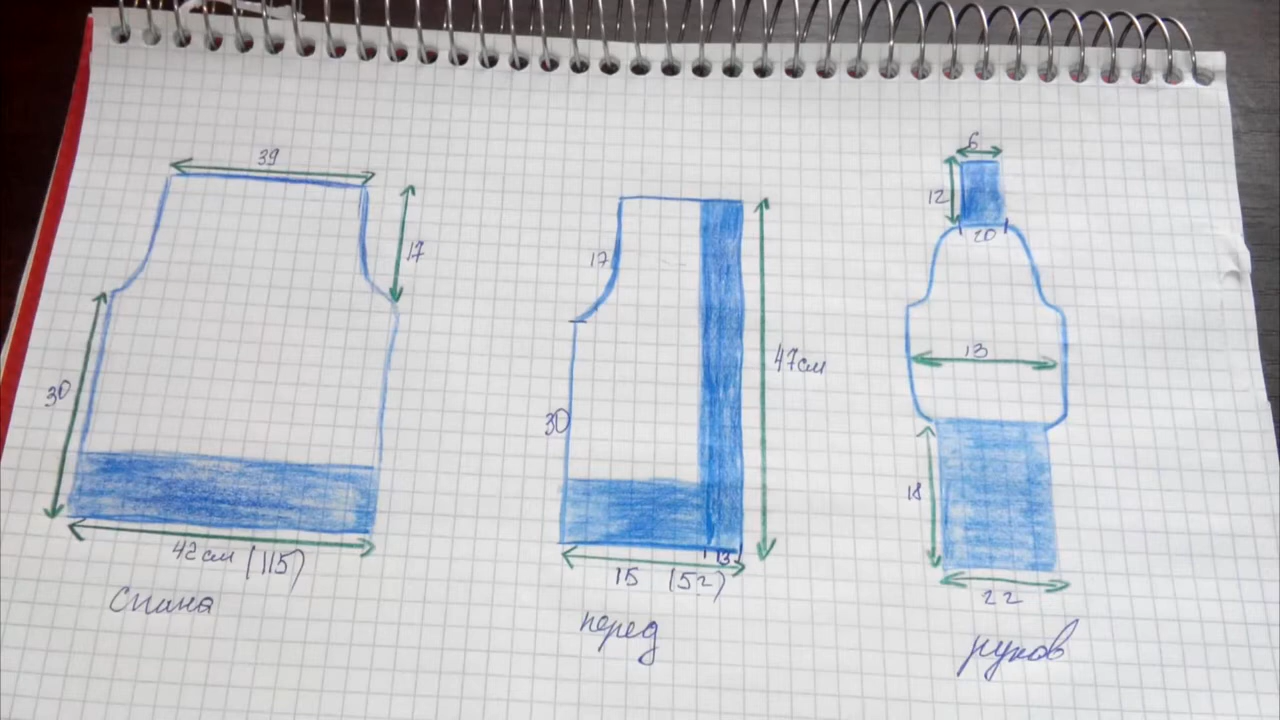 39
17
30
42см (115)
Спина
17
47см
30
13
15 (52)
перед
6
12
20
13
18
22
рукав